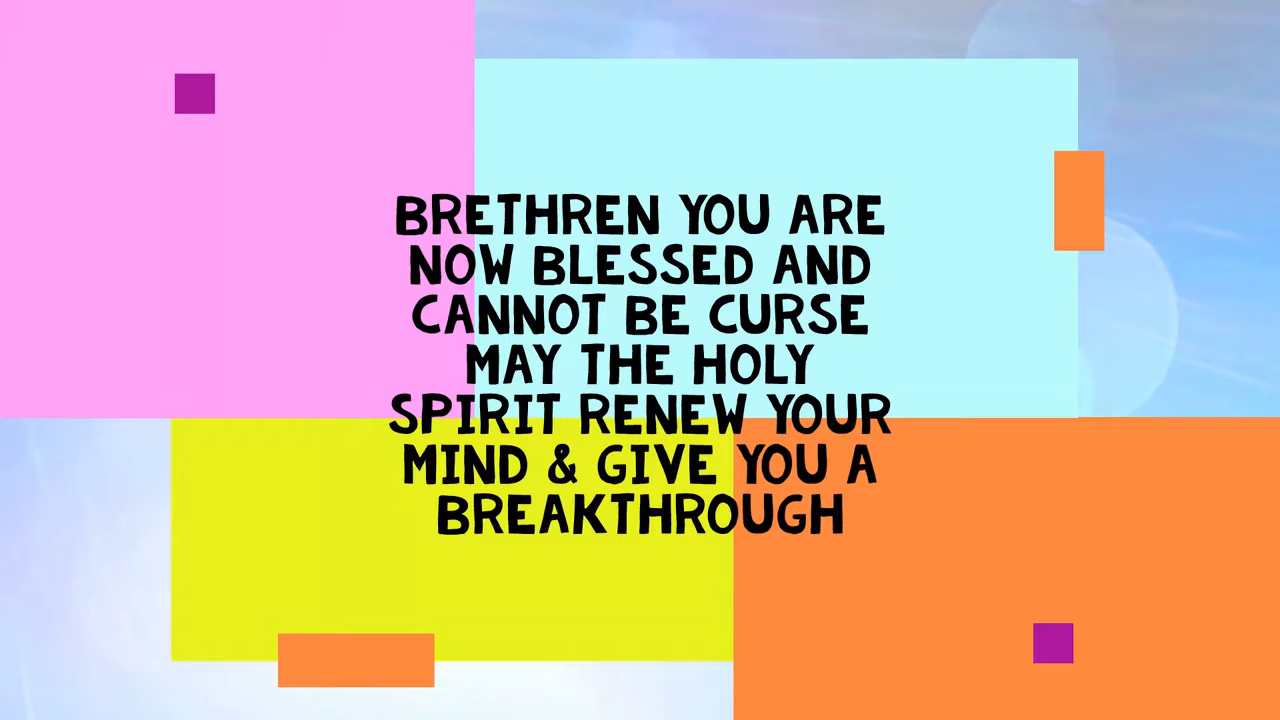 BRETHREN YOU ARE
NOW BLESSED AND
CANNOT BE CURSE
MAY THE HOLY
SPIRIT RENEW YOUR
MIND & GIVE YOU A
BREAKTHROUGH